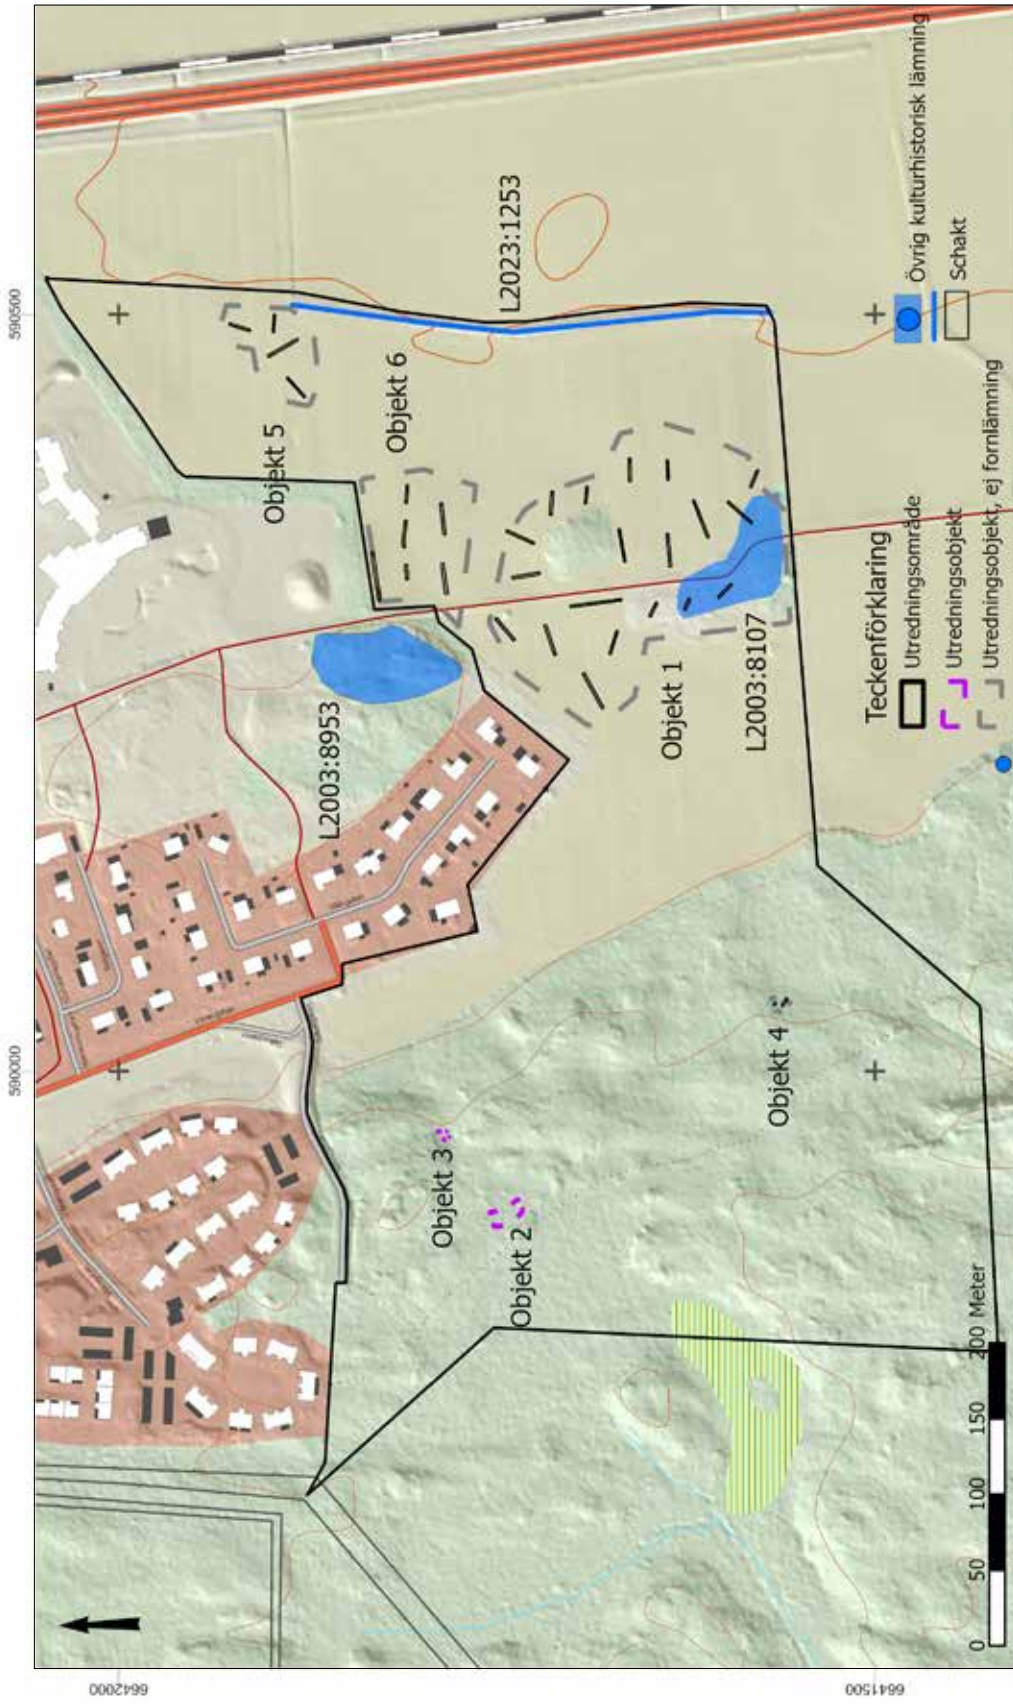 590000
590500
6642000
6641500
L2003:8953
Objekt 5
Objekt 6
L2023:1253
Objekt 3
Objekt 2
Objekt 4
Objekt 1
L2003:8107
Teckenförklaring
Utredningsområde
Utredningsobjekt
Utredningsobjekt, ej fornlämning
Övrig kulturhistorisk lämning
Schakt
0 50 100 150 200 Meter